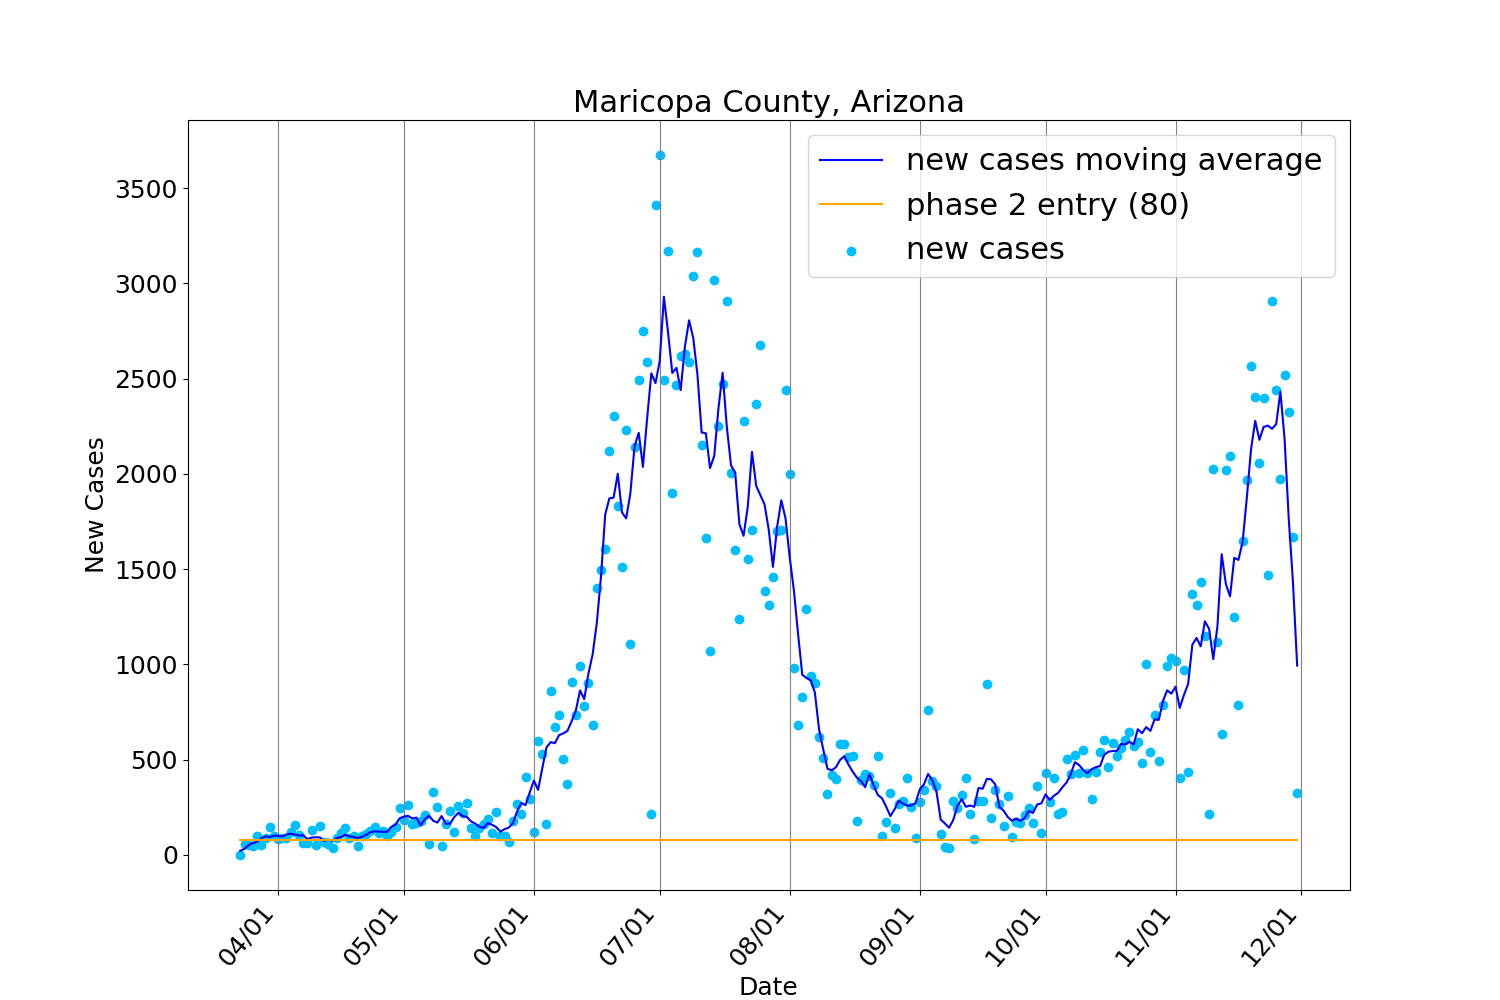 Maricopa County, Arizona
new cases moving average
phase 2 entry (80)
new cases
3500
3000
2500
2000
1500
1000
500
0
New Cases
04/01
05/01
06/01
07/01
08/01
09/01
10/01
11/01
12/01
Date